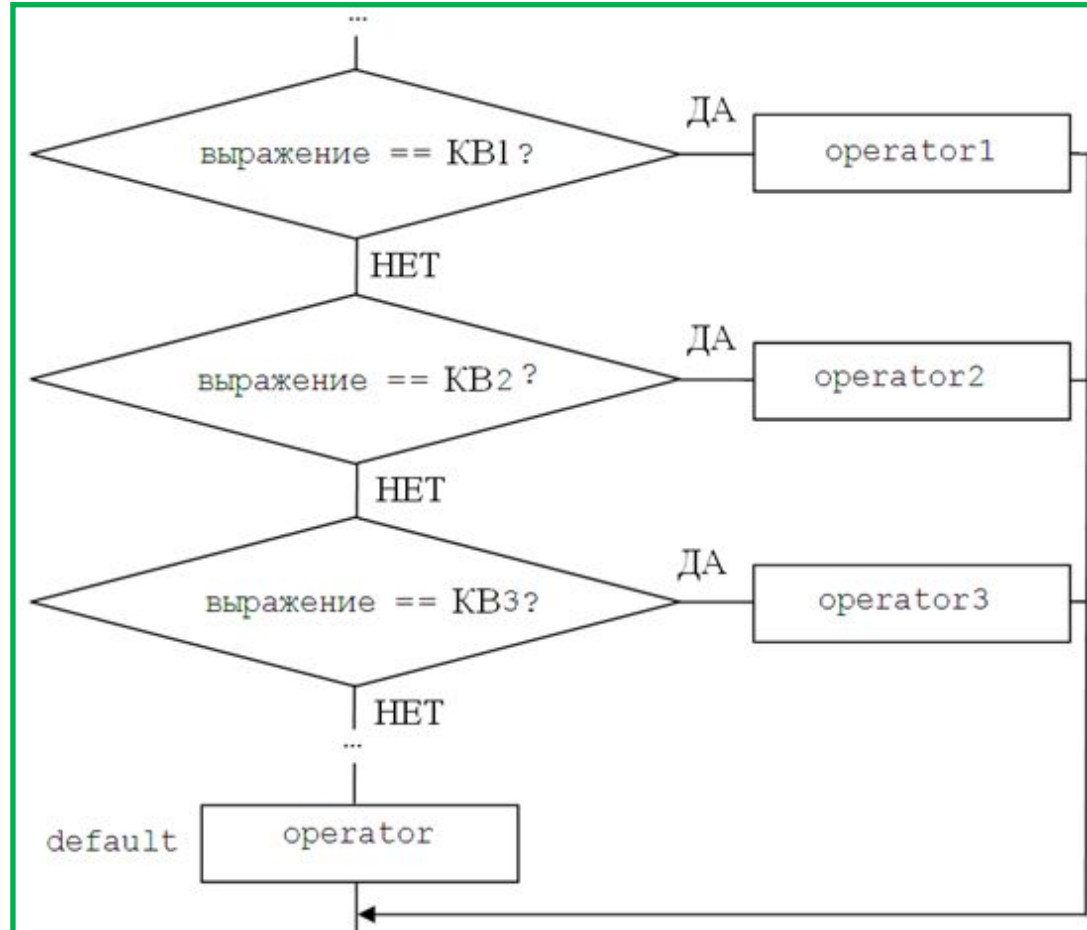 ...
ДА
выражение == КВ1?
operator1
НЕТ
ДА
выражение == КВ2?
operator2
НЕТ
ДА
выражение == КВ3?
operator3
НЕТ
...
default
operator